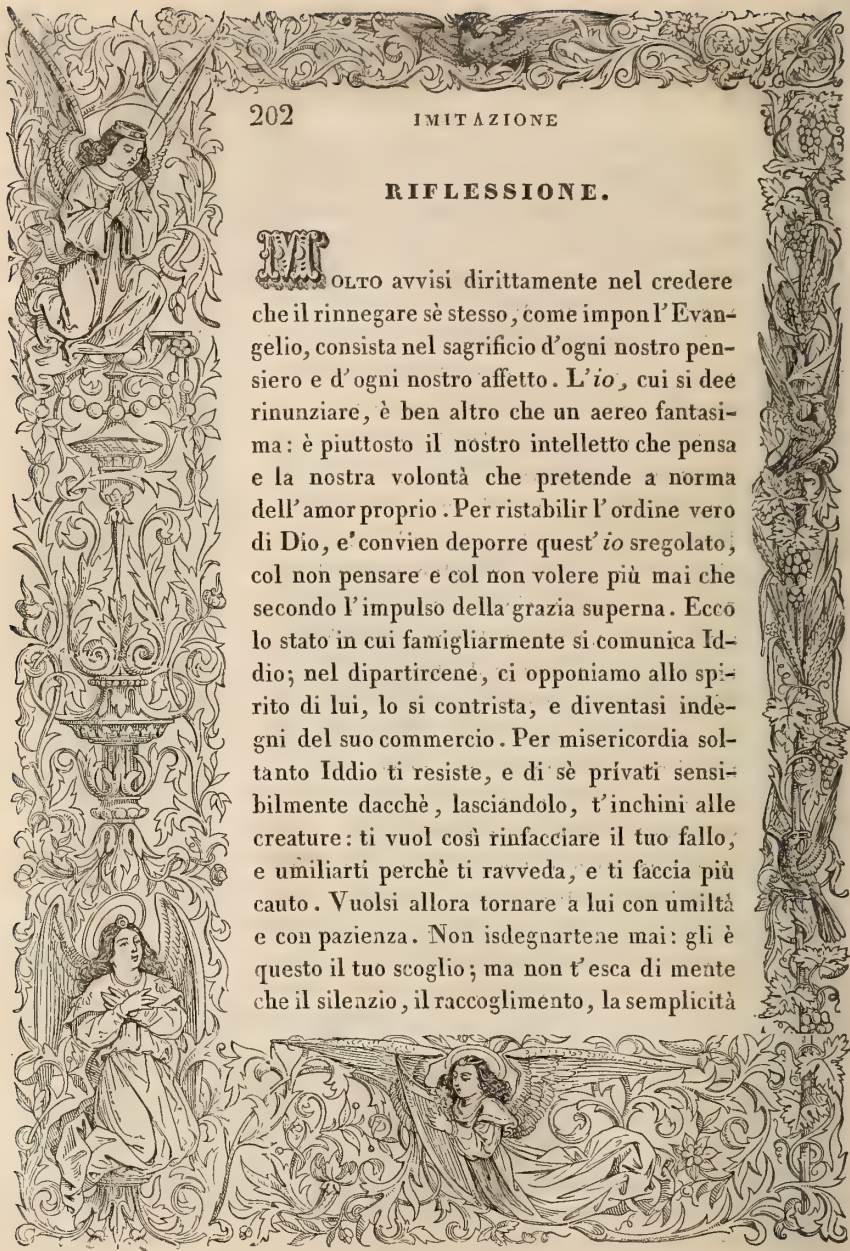 202 IMITAZIONE
RIFLESSIONE.
MOLTO avvisi dirittamente nel credere
che il rinnegare sè stesso, come impon l'Evan-
gelio, consista nel sagrificio d'ogni nostro pen-
siero e d'ogni nostro affetto. L'io, cui si dee
rinunziare, è ben altro che un aereo fantasi-
ma: è piuttosto il nostro intelletto che pensa
e la nostra volontà che pretende a norma
dell'amor proprio. Per ristabilir l'ordine vero
di Dio, e' convien deporre quest'io sregolato,
col non pensare e col non volere più mai che
secondo l'impulso della grazia superna. Ecco
lo stato in cui famigliarmente si comunica Id-
dio; nel dipartircene, ci opponiamo allo spi-
rito di lui, lo si contrista, e diventasi inde-
gni del suo commercio. Per misericordia sol-
tanto Iddio ti resiste, e di sè privati sensi-
bilmente dacchè, lasciandolo, t'inchini alle
creature: ti vuol così rinfacciare il tuo fallo,
e umiliarti perchè ti ravveda, e ti faccia più
cauto. Vuolsi allora tornare a lui con umiltà
e con pazienza. Non isdegnartene mai: gli è
questo il tuo scoglio; ma non t'esca di mente
che il silenzio, il raccoglimento, la semplicità